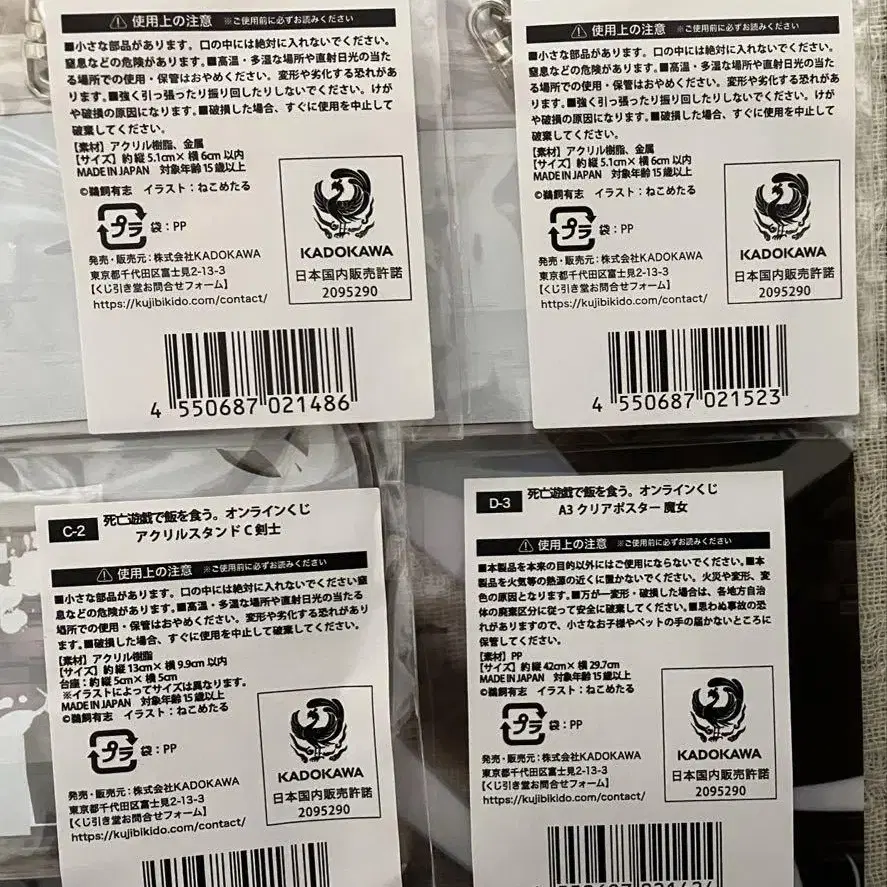 使用上の注意 ※ご使用前に必ずお読みください
■小さな部品があります。口の中には絶対に入れないでください。
窒息などの危険があります。■高温・多湿な場所や直射日光の当た
る場所での使用・保管はおやめください。変形や劣化する恐れがあ
ります。■強く引っ張ったり振り回したりしないでください。けが
や破損の原因になります。■破損した場合、すぐに使用を中止して
破棄してください。
【素材】アクリル樹脂、金属
【サイズ】約 縦 5.1cm× 横 6cm 以内
MADE IN JAPAN 対象年齢 15 歳以上
©鵜飼有志 イラスト：ねこめたる
プラ 袋：PP
発売・販売元：株式会社KADOKAWA
東京都千代田区富士見2-13-3
【くじ引き堂お問合せフォーム】
https://kujibikido.com/contact/
KADOKAWA
日本国内販売許諾
2095290
4 550687 021486
使用上の注意 ※ご使用前に必ずお読みください
■小さな部品があります。口の中には絶対に入れないでください。
窒息などの危険があります。■高温・多湿な場所や直射日光の当た
る場所での使用・保管はおやめください。変形や劣化する恐れがあ
ります。■強く引っ張ったり振り回したりしないでください。けが
や破損の原因になります。■破損した場合、すぐに使用を中止して
破棄してください。
【素材】アクリル樹脂、金属
【サイズ】約 縦 5.1cm× 横 6cm 以内
MADE IN JAPAN 対象年齢 15 歳以上
©鵜飼有志 イラスト：ねこめたる
プラ 袋：PP
発売・販売元：株式会社KADOKAWA
東京都千代田区富士見2-13-3
【くじ引き堂お問合せフォーム】
https://kujibikido.com/contact/
KADOKAWA
日本国内販売許諾
2095290
4 550687 021523
C-2 死亡遊戯で飯を食う。オンラインくじ
アクリルスタンド C 剣士
使用上の注意 ※ご使用前に必ずお読みください
■小さな部品があります。口の中には絶対に入れないでください窒
息などの危険があります。■高温・多湿な場所や直射日光の当たる
場所での使用・保管はおやめください。変形や劣化する恐れがあり
ます。■破損した場合、すぐに使用を中止して破棄してください。
【素材】アクリル樹脂
【サイズ】約 縦 13cm× 横 9.9cm 以内
台座：約 縦 5cm× 横 5cm
※イラストによってサイズは異なります。
MADE IN JAPAN 対象年齢 15 歳以上
©鵜飼有志 イラスト：ねこめたる
プラ 袋：PP
発売・販売元：株式会社KADOKAWA
東京都千代田区富士見2-13-3
【くじ引き堂お問合せフォーム】
https://kujibikido.com/contact/
KADOKAWA
日本国内販売許諾
2095290
D-3 死亡遊戯で飯を食う。オンラインくじ
A3 クリアポスター 魔女
使用上の注意 ※ご使用前に必ずお読みください
■本製品を本来の目的以外にはご使用にならないでください。■本
製品を火気等の熱源の近くに置かないでください。火災や変形、変
色の原因となります。■万が一変形・破損した場合は、各地方自治
体の廃棄区分に従って安全に破棄してください。■思わぬ事故の恐
れがありますので、小さなお子様やペットの手の届かないところに
保管してください。
【素材】PP
【サイズ】約 縦 42cm× 横 29.7cm
MADE IN JAPAN 対象年齢 15 歳以上
©鵜飼有志 イラスト：ねこめたる
プラ 袋：PP
発売・販売元：株式会社KADOKAWA
東京都千代田区富士見2-13-3
【くじ引き堂お問合せフォーム】
https://kujibikido.com/contact/
KADOKAWA
日本国内販売許諾
2095290